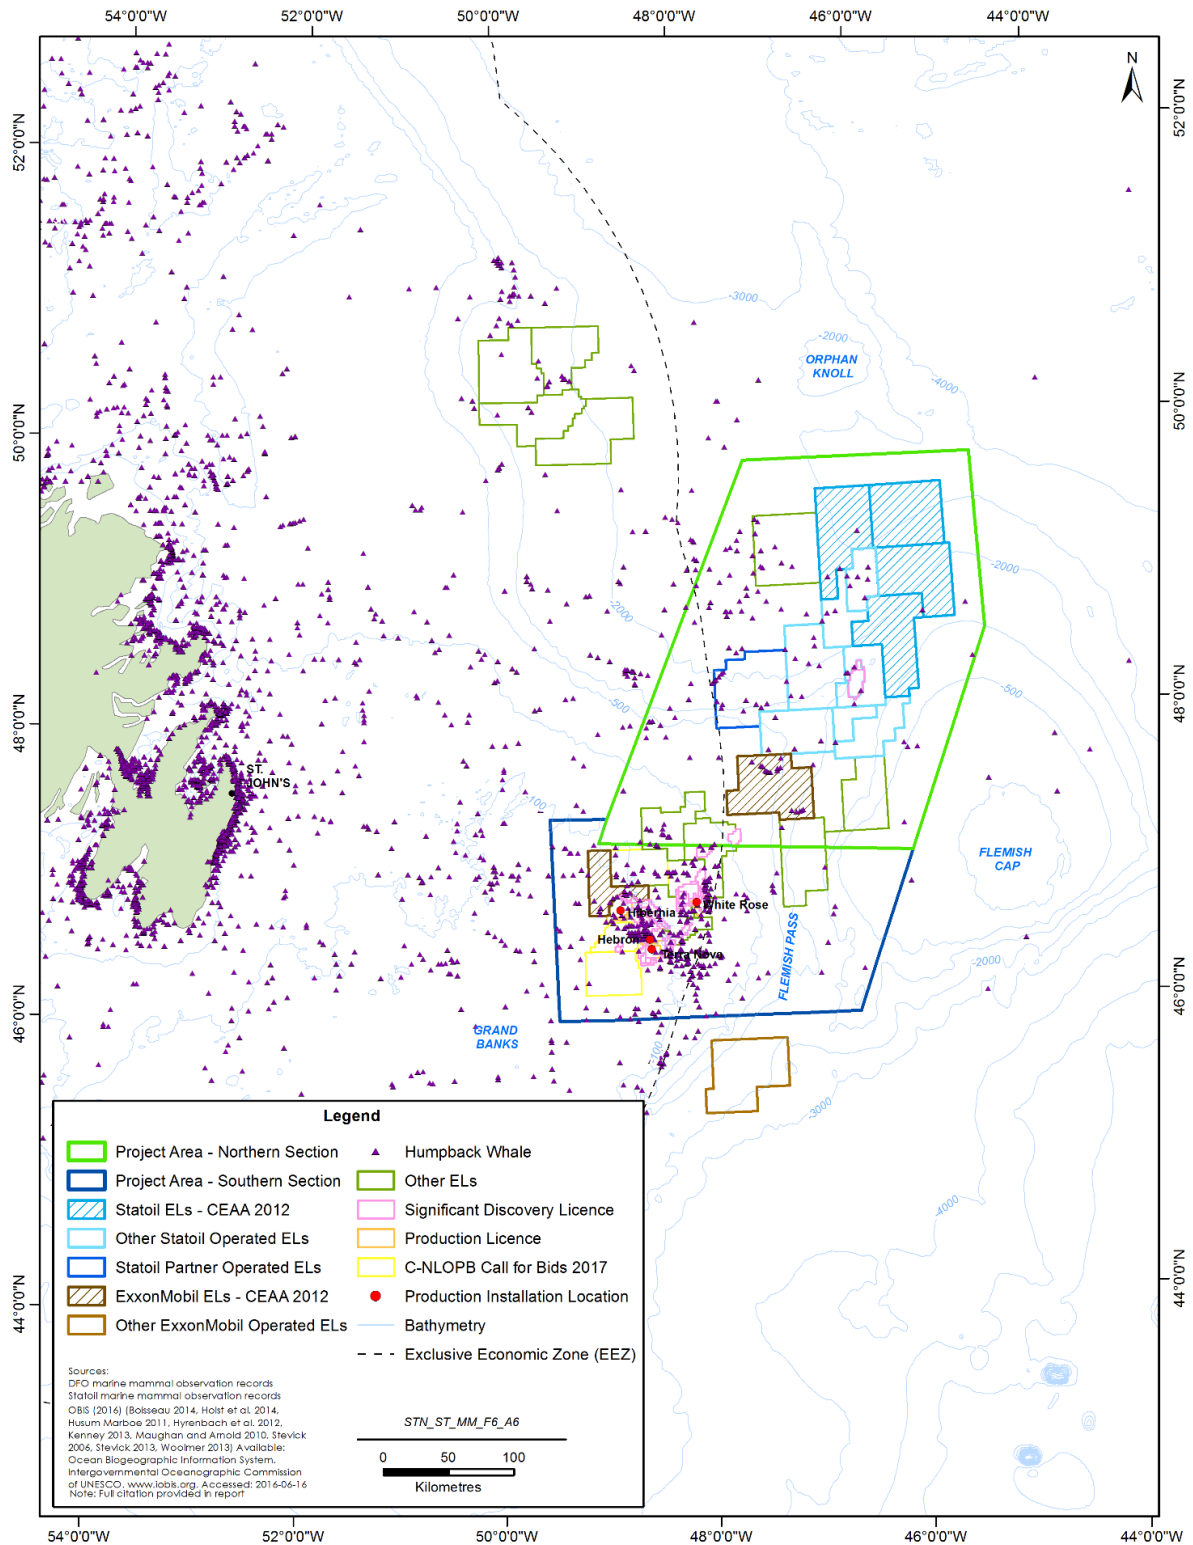 54°0'0"W 52°0'0"W 50°0'0"W 48°0'0"W 46°0'0"W 44°0'0"W
N
52°0'0"N
52°0'0"N
-3000
-2000
ORPHAN
KNOLL
-4000
50°0'0"N
50°0'0"N
-2000
-2000
-500
-500
48°0'0"N
48°0'0"N
ST.
JOHN'S
-100
FLEMISH
CAP
White Rose
Hibernia
Hebron
Terra Nova
FLEMISH PASS
-2000
46°0'0"N
46°0'0"N
GRAND
BANKS
-100
-3000
-4000
44°0'0"N
44°0'0"N
Legend
Project Area - Northern Section
Project Area - Southern Section
Statoil ELs - CEAA 2012
Other Statoil Operated ELs
Statoil Partner Operated ELs
ExxonMobil ELs - CEAA 2012
Other ExxonMobil Operated ELs
Humpback Whale
Other ELs
Significant Discovery Licence
Production Licence
C-NLOPB Call for Bids 2017
Production Installation Location
Bathymetry
Exclusive Economic Zone (EEZ)
Sources:
DFO marine mammal observation records
Statoil marine mammal observation records
OBIS (2016) (Boisseau 2014, Holst et al. 2014,
Husum Marboe 2011, Hyrenbach et al. 2012,
Kenney 2013, Maughan and Arnold 2010, Stevick
2006, Stevick 2013, Woolmer 2013) Available:
Ocean Biogeographic Information System.
Intergovernmental Oceanographic Commission
of UNESCO. www.iobis.org. Accessed: 2016-06-16
Note: Full citation provided in report
STN_ST_MM_F6_A6
0 50 100
Kilometres
54°0'0"W 52°0'0"W 50°0'0"W 48°0'0"W 46°0'0"W 44°0'0"W